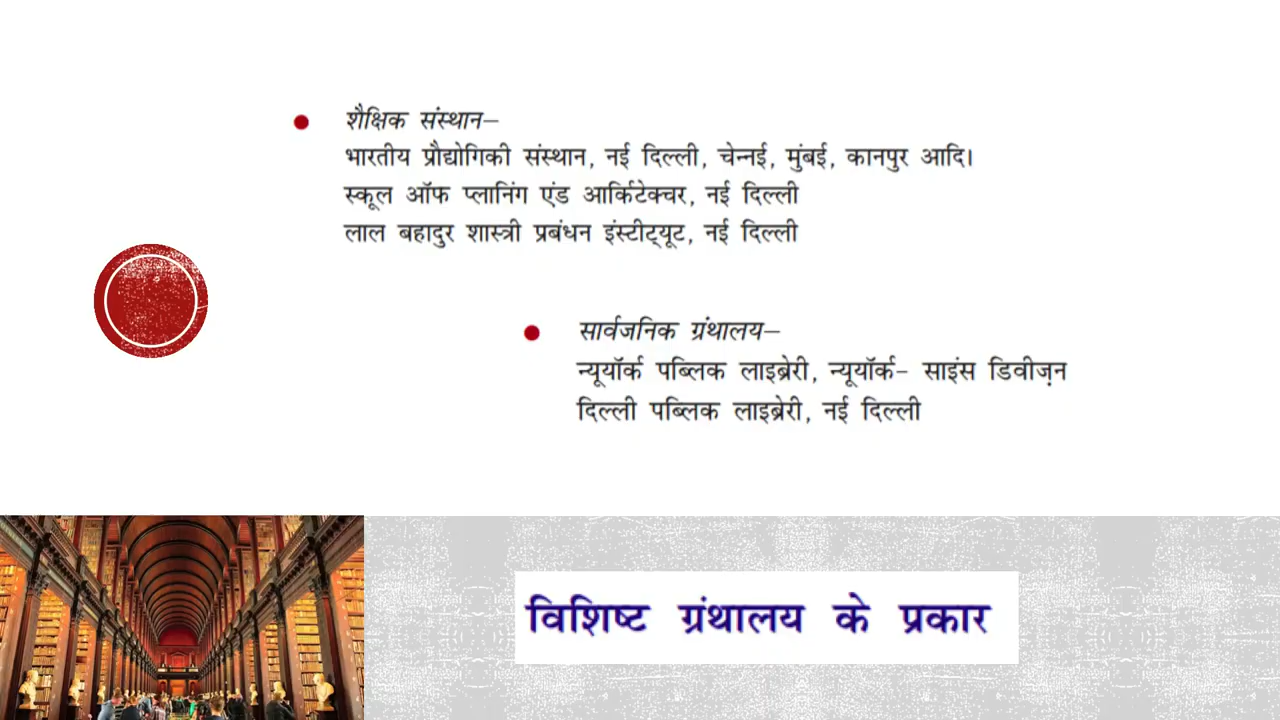 शैक्षिक संस्थान–
भारतीय प्रौद्योगिकी संस्थान, नई दिल्ली, चेन्नई, मुंबई, कानपुर आदि।
स्कूल ऑफ प्लानिंग एंड आर्किटेक्चर, नई दिल्ली
लाल बहादुर शास्त्री प्रबंधन इंस्टीट्यूट, नई दिल्ली
सार्वजनिक ग्रंथालय–
न्यूयॉर्क पब्लिक लाइब्रेरी, न्यूयॉर्क– साइंस डिवीज़न
दिल्ली पब्लिक लाइब्रेरी, नई दिल्ली
विशिष्ट ग्रंथालय के प्रकार